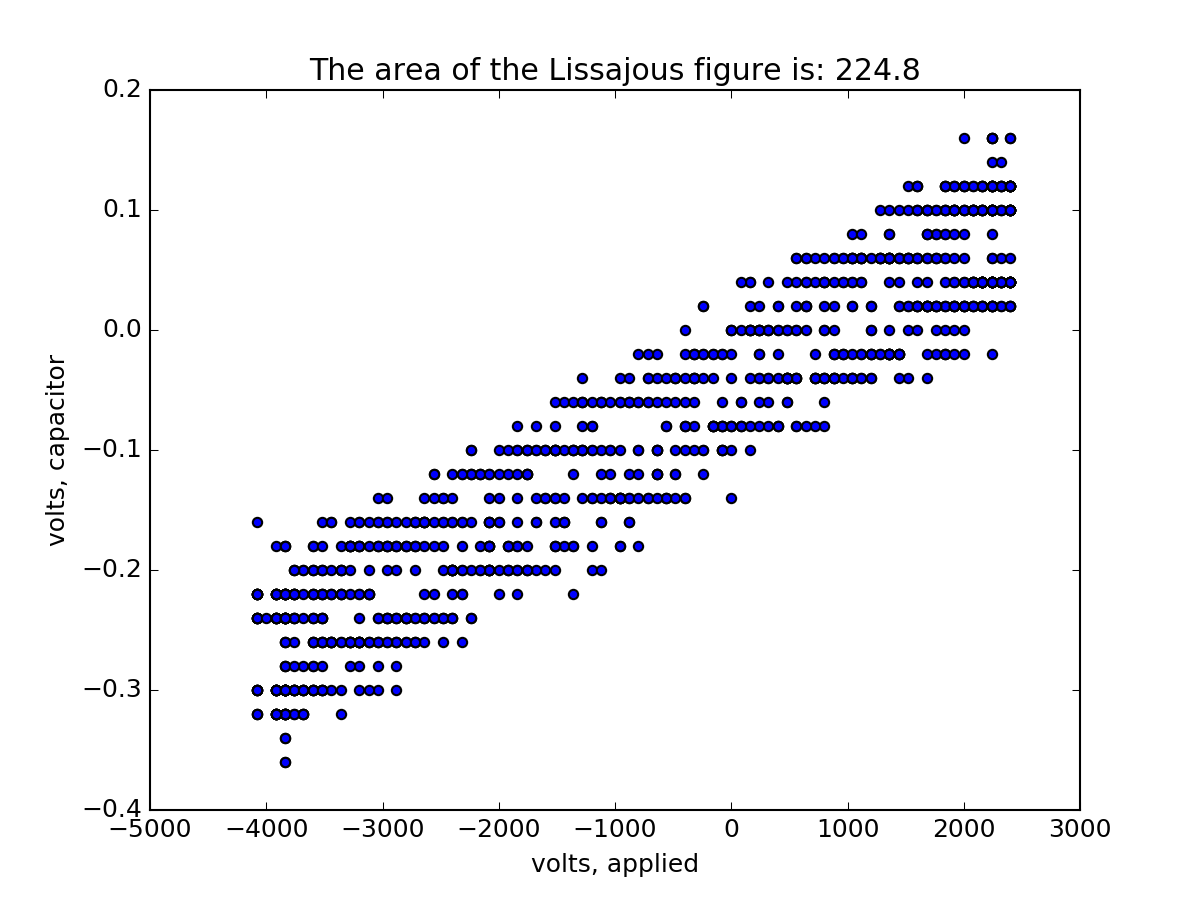 The area of the Lissajous figure is: 224.8
0.2
0.1
0.0
−0.1
−0.2
−0.3
−0.4
volts, capacitor
−5000 −4000 −3000 −2000 −1000 0 1000 2000 3000
volts, applied